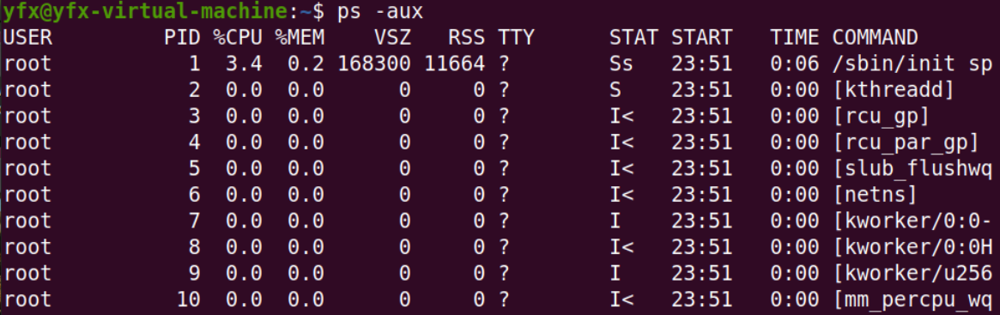 yfx@yfx-virtual-machine:~$ ps -aux
USER         PID %CPU %MEM    VSZ   RSS TTY      STAT START   TIME COMMAND
root           1  3.4  0.2 168300 11664 ?        Ss   23:51   0:06 /sbin/init sp
root           2  0.0  0.0      0     0 ?        S    23:51   0:00 [kthreadd]
root           3  0.0  0.0      0     0 ?        I<   23:51   0:00 [rcu_gp]
root           4  0.0  0.0      0     0 ?        I<   23:51   0:00 [rcu_par_gp]
root           5  0.0  0.0      0     0 ?        I<   23:51   0:00 [slub_flushwq
root           6  0.0  0.0      0     0 ?        I<   23:51   0:00 [netns]
root           7  0.0  0.0      0     0 ?        I    23:51   0:00 [kworker/0:0-
root           8  0.0  0.0      0     0 ?        I<   23:51   0:00 [kworker/0:0H
root           9  0.0  0.0      0     0 ?        I    23:51   0:00 [kworker/u256
root          10  0.0  0.0      0     0 ?        I<   23:51   0:00 [mm_percpu_wq